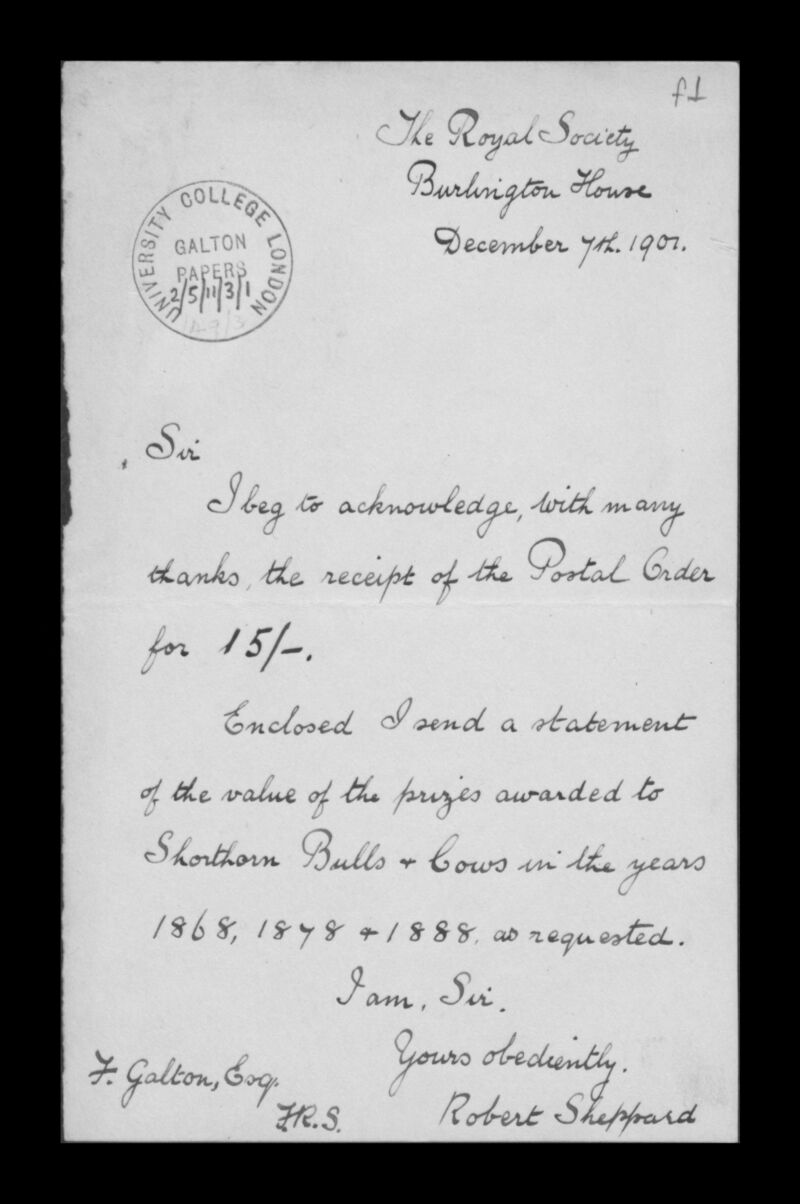 f1
The Royal Society
Burlington House
December 7th. 1901.
UNIVERSITY COLLEGE LONDON
GALTON
PAPERS
2/5/11/3/1
Sir
I beg to acknowledge, with many
thanks, the receipt of the Postal Order
for 15/-.
Enclosed I send a statement
of the value of the prizes awarded to
Shorthorn Bulls & Cows in the years
1868, 1878 & 1888, as requested.
I am, Sir,
Yours obediently,
F. Galton, Esq.
F.R.S.
Robert Sheppard